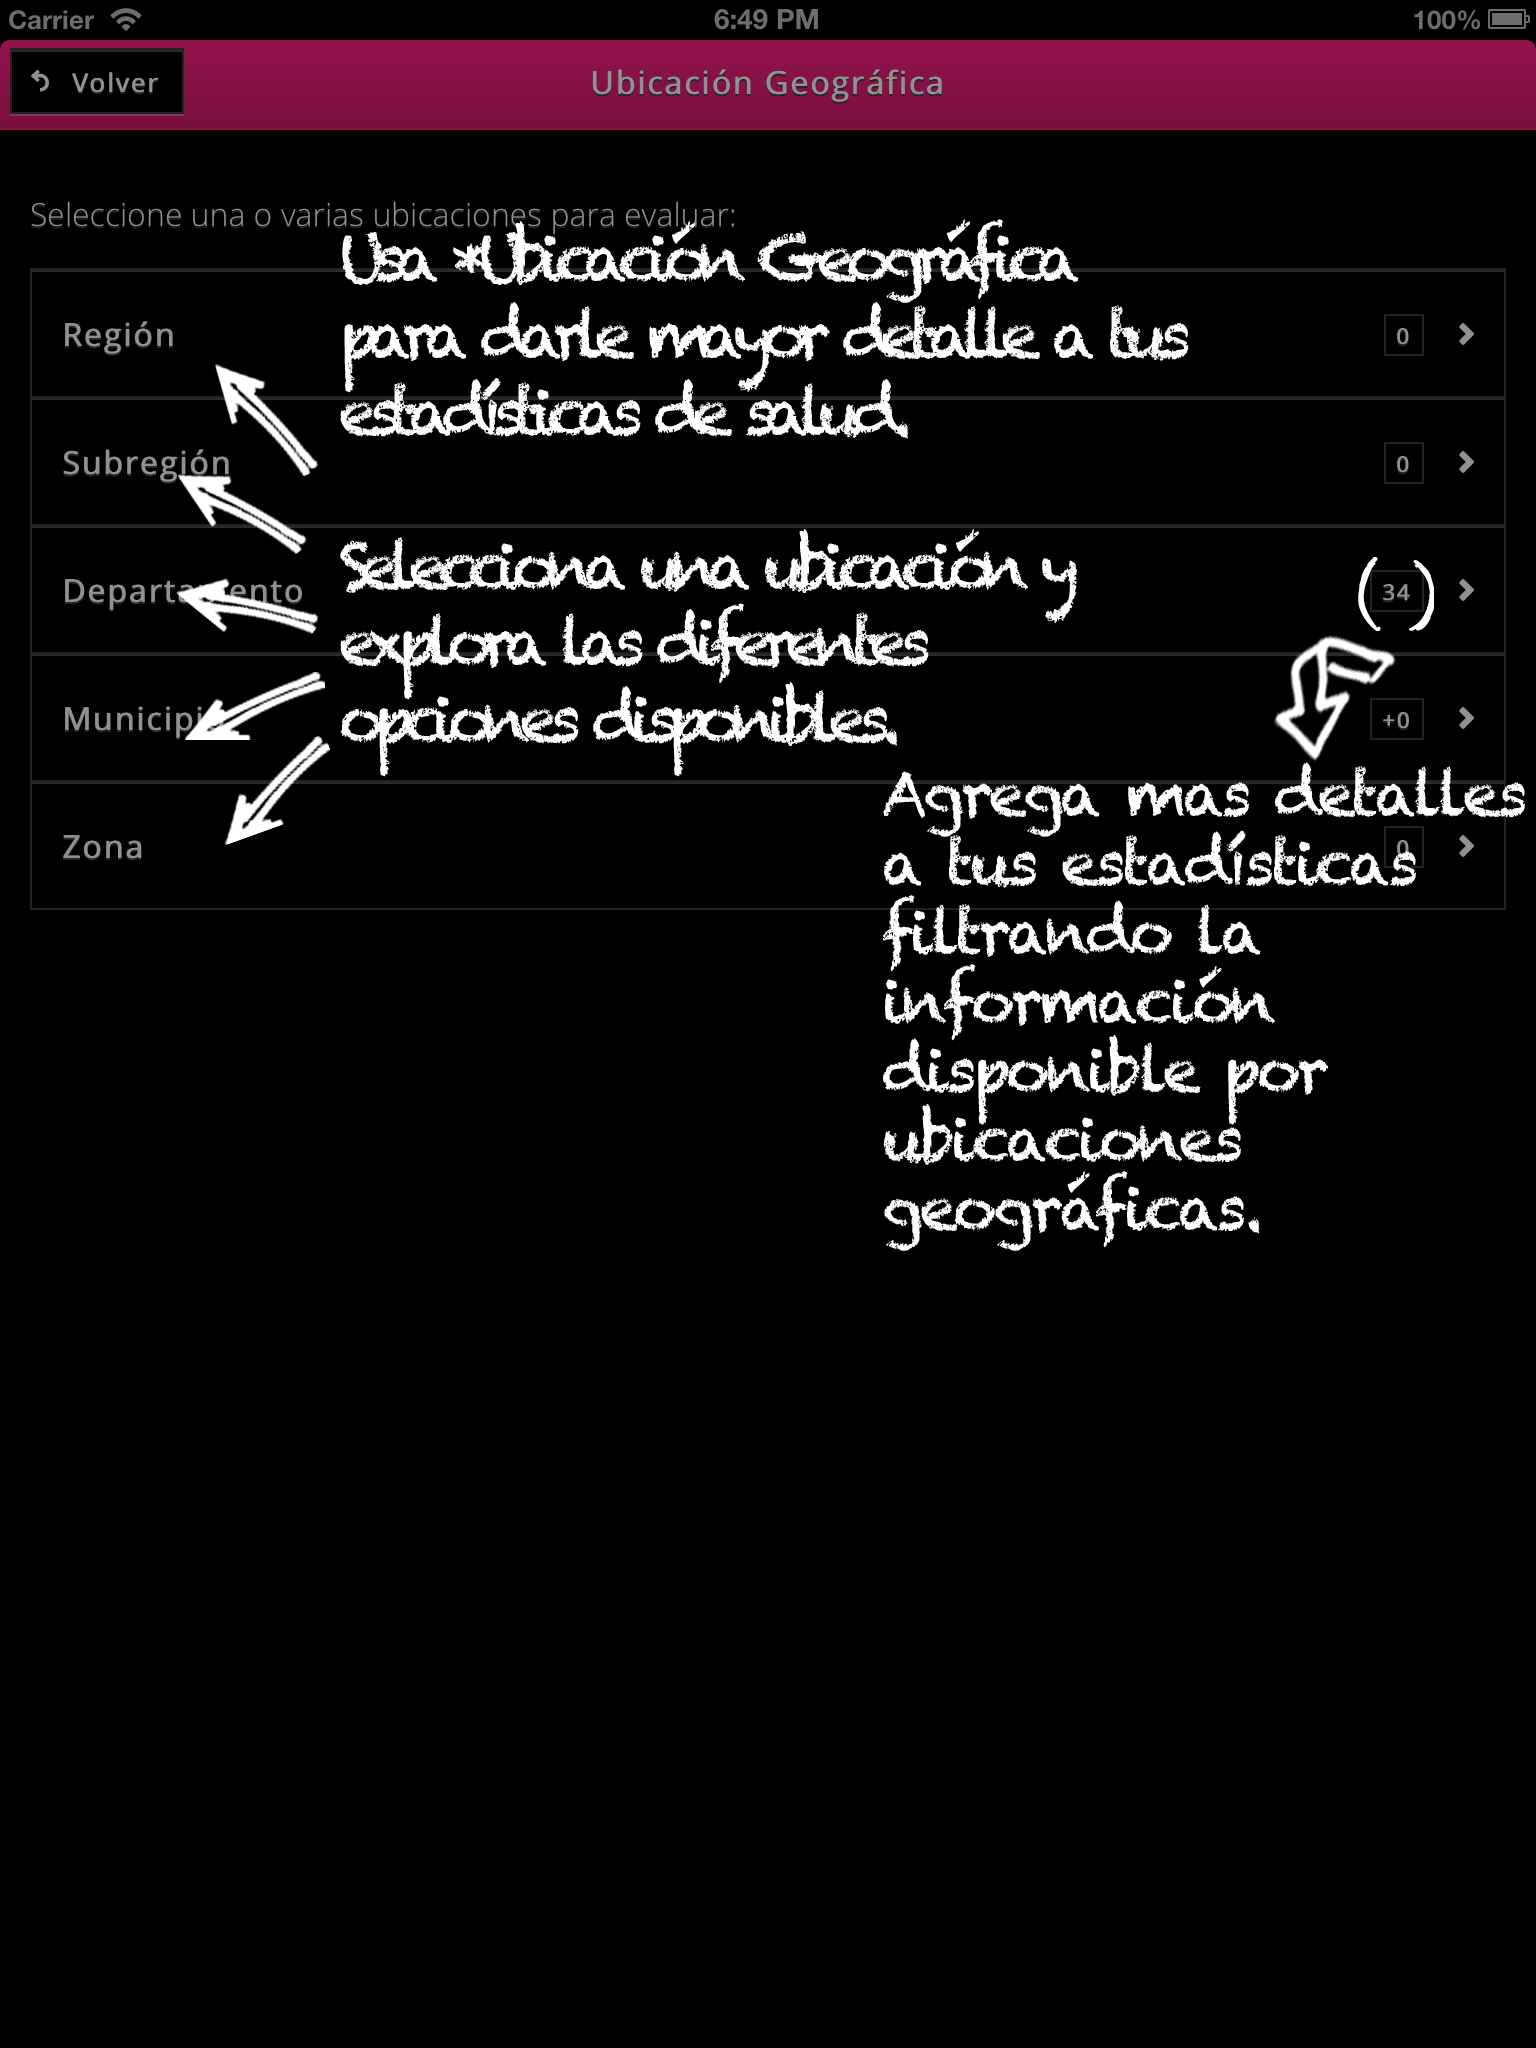 Carrier 6:49 PM 100%
Volver Ubicación Geográfica
Seleccione una o varias ubicaciones para evaluar:
Usa *Ubicación Geográfica
para darle mayor detalle a tus
estadísticas de salud.
Región 0
Subregión 0
Selecciona una ubicación y
explora las diferentes
opciones disponibles.
Departamento (34)
Municipio +0
Zona 0
Agrega mas detalles
a tus estadísticas
filtrando la
información
disponible por
ubicaciones
geográficas.